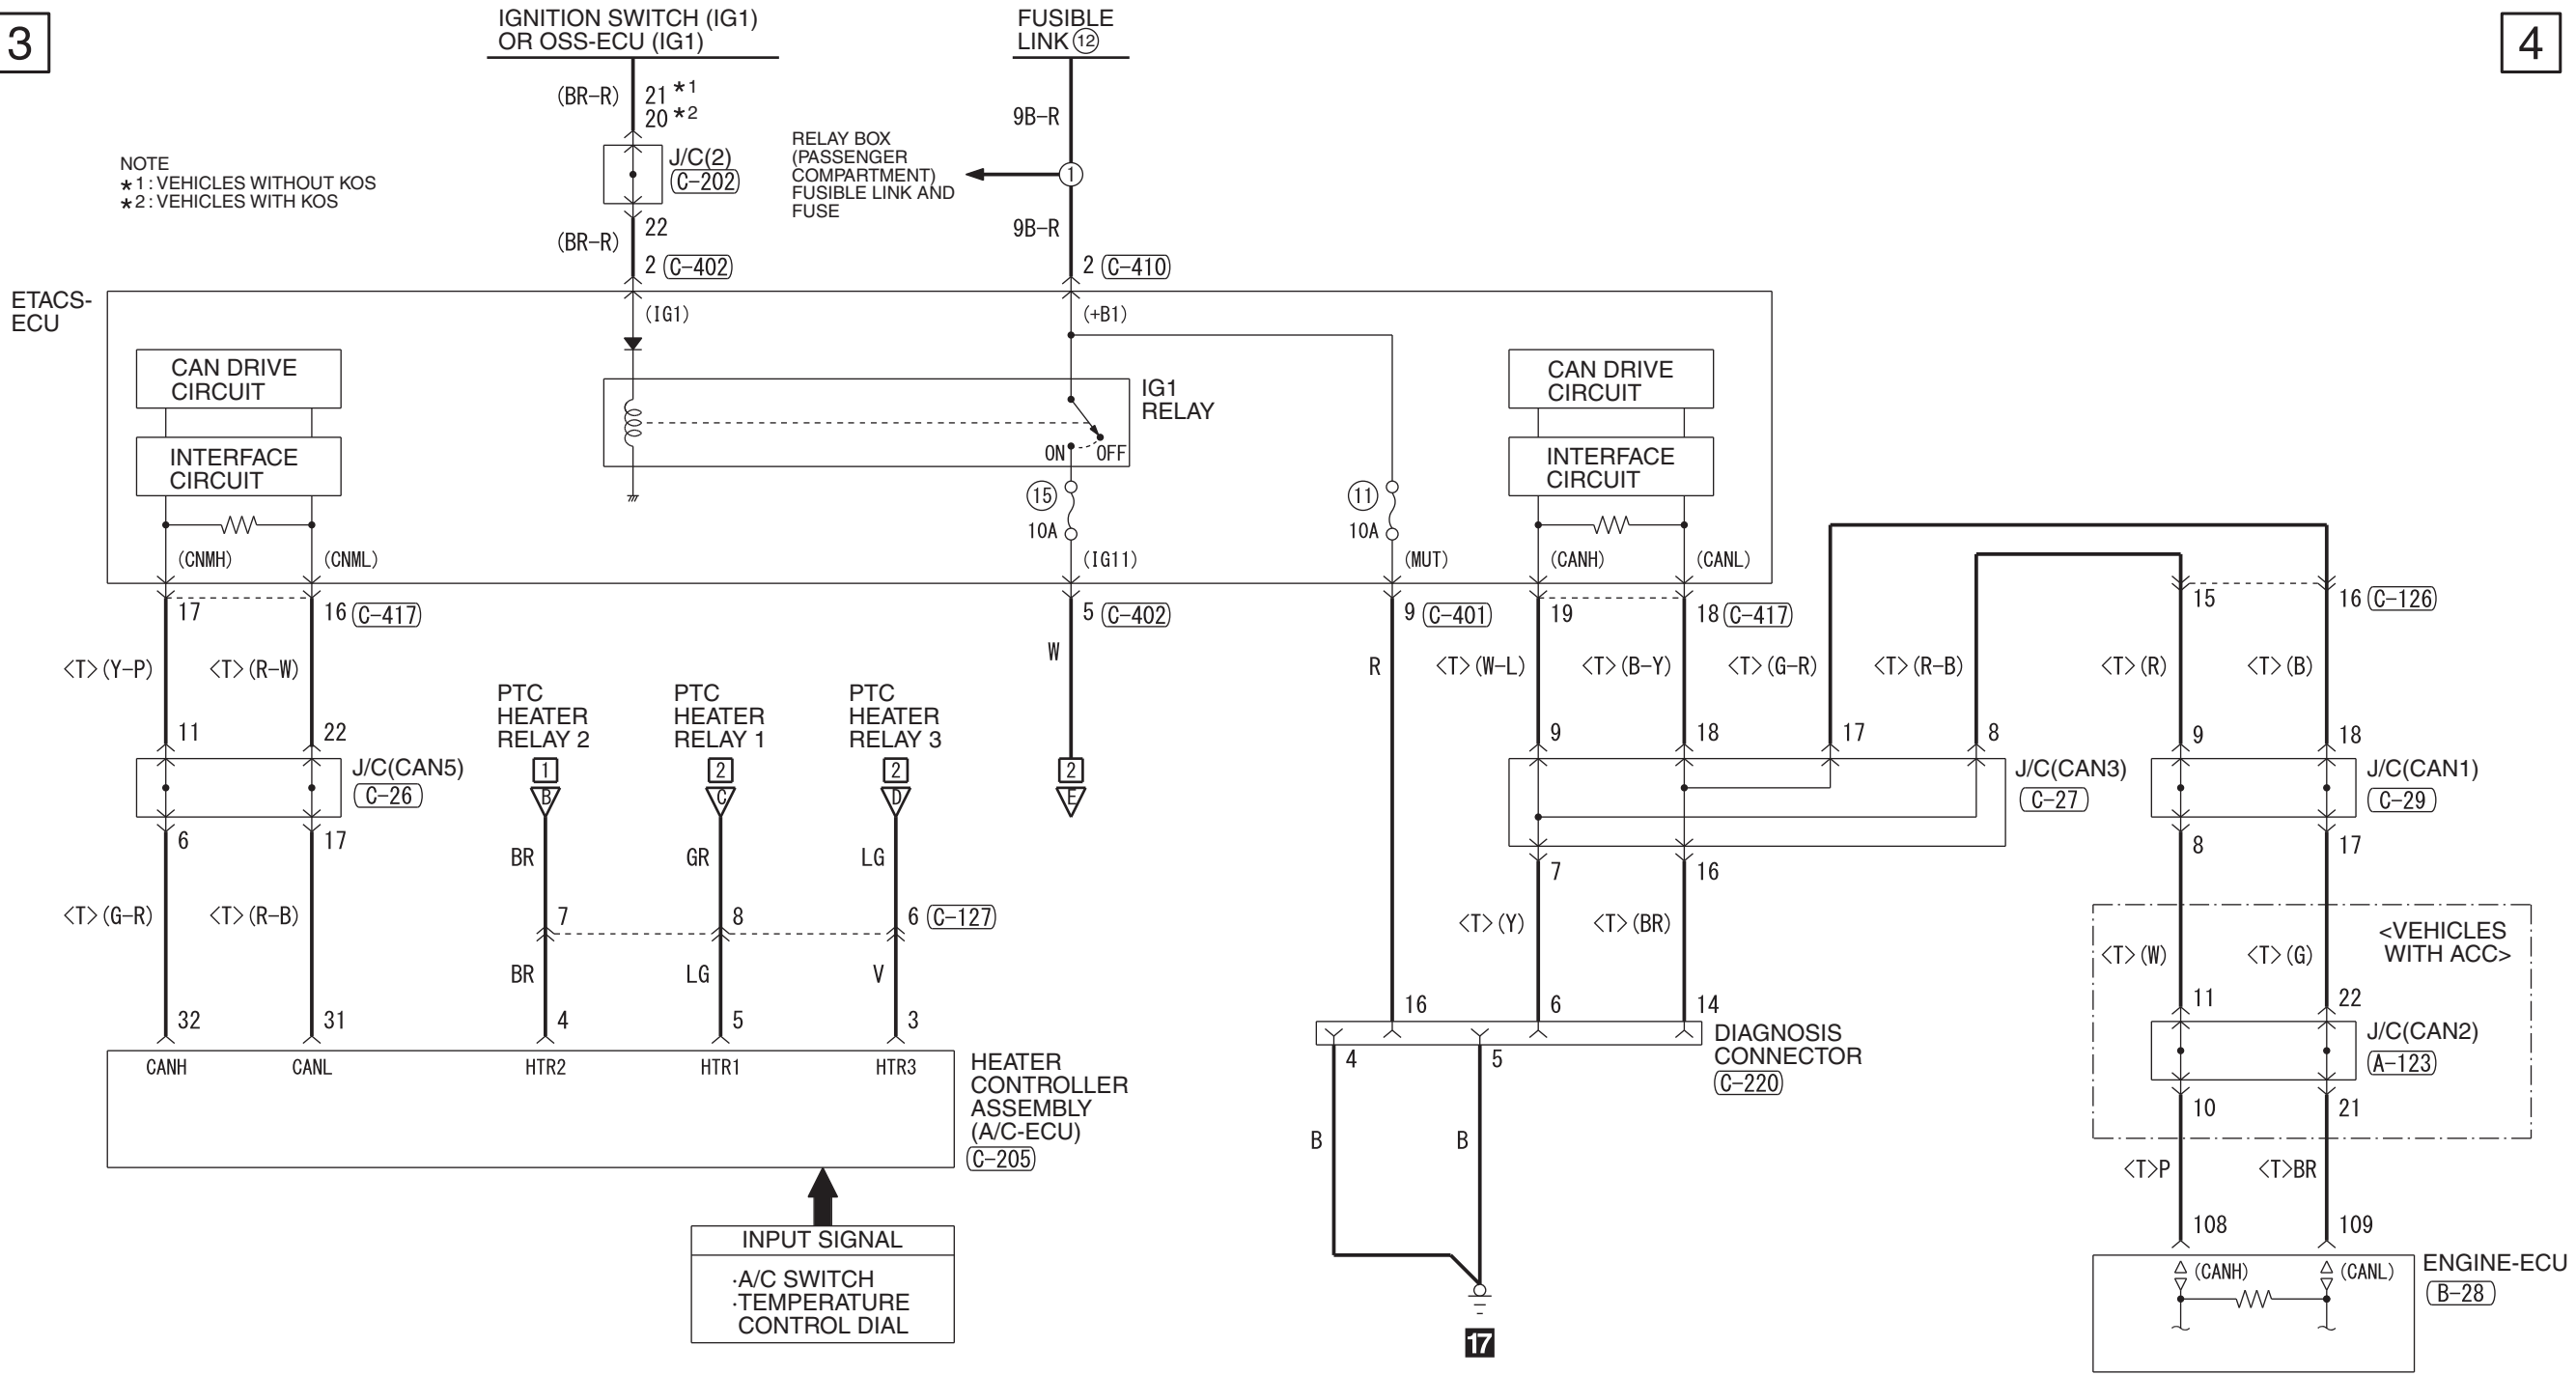 3
IGNITION SWITCH (IG1)
OR OSS-ECU (IG1)
FUSIBLE
LINK 12
4
(BR-R)
21 *1
20 *2
9B-R
NOTE
*1: VEHICLES WITHOUT KOS
*2: VEHICLES WITH KOS
J/C(2)
C-202
RELAY BOX
(PASSENGER
COMPARTMENT)
FUSIBLE LINK AND
FUSE
1
(BR-R)
22
9B-R
2 C-402
2 C-410
ETACS-
ECU
(IG1)
(+B1)
CAN DRIVE
CIRCUIT
INTERFACE
CIRCUIT
IG1
RELAY
ON
OFF
CAN DRIVE
CIRCUIT
INTERFACE
CIRCUIT
15
10A
11
10A
(CNMH)
(CNML)
(IG11)
(MUT)
(CANH)
(CANL)
17
16 C-417
5 C-402
9 C-401
19
18 C-417
15
16 C-126
<T>(Y-P)
<T>(R-W)
W
R
<T>(W-L)
<T>(B-Y)
<T>(G-R)
<T>(R-B)
<T>(R)
<T>(B)
11
22
J/C(CAN5)
C-26
PTC
HEATER
RELAY 2
1
B
PTC
HEATER
RELAY 1
2
C
PTC
HEATER
RELAY 3
2
D
2
E
9
18
17
8
J/C(CAN3)
C-27
9
18
J/C(CAN1)
C-29
6
17
BR
GR
LG
7
16
8
17
<T>(G-R)
<T>(R-B)
7
8
6 C-127
<T>(Y)
<T>(BR)
<VEHICLES
WITH ACC>
<T>(W)
<T>(G)
BR
LG
V
32
31
4
5
3
16
6
14
11
22
CANH
CANL
HTR2
HTR1
HTR3
HEATER
CONTROLLER
ASSEMBLY
(A/C-ECU)
C-205
4
5
DIAGNOSIS
CONNECTOR
C-220
J/C(CAN2)
A-123
10
21
B
B
<T>P
<T>BR
INPUT SIGNAL
·A/C SWITCH
·TEMPERATURE
CONTROL DIAL
17
108
109
(CANH)
(CANL)
ENGINE-ECU
B-28